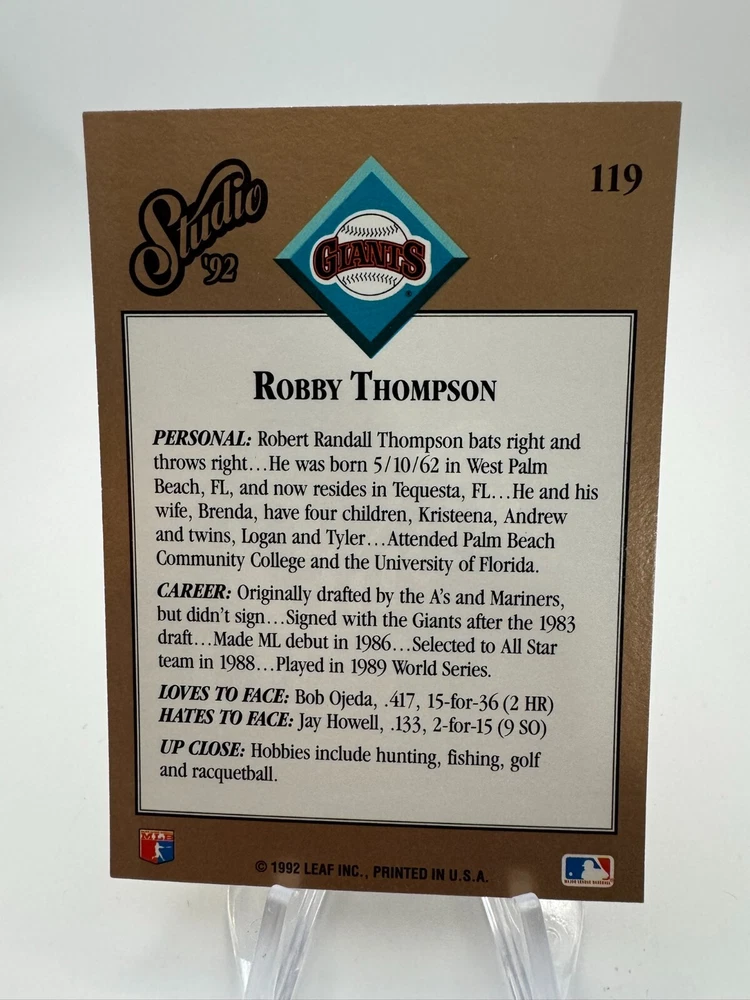 Studio
'92
119
GIANTS
®
ROBBY THOMPSON
PERSONAL: Robert Randall Thompson bats right and
throws right...He was born 5/10/62 in West Palm
Beach, FL, and now resides in Tequesta, FL...He and his
wife, Brenda, have four children, Kristeena, Andrew
and twins, Logan and Tyler...Attended Palm Beach
Community College and the University of Florida.
CAREER: Originally drafted by the A's and Mariners,
but didn't sign...Signed with the Giants after the 1983
draft...Made ML debut in 1986...Selected to All Star
team in 1988...Played in 1989 World Series.
LOVES TO FACE: Bob Ojeda, .417, 15-for-36 (2 HR)
HATES TO FACE: Jay Howell, .133, 2-for-15 (9 SO)
UP CLOSE: Hobbies include hunting, fishing, golf
and racquetball.
MLB
© 1992 LEAF INC., PRINTED IN U.S.A.
MAJOR LEAGUE BASEBALL